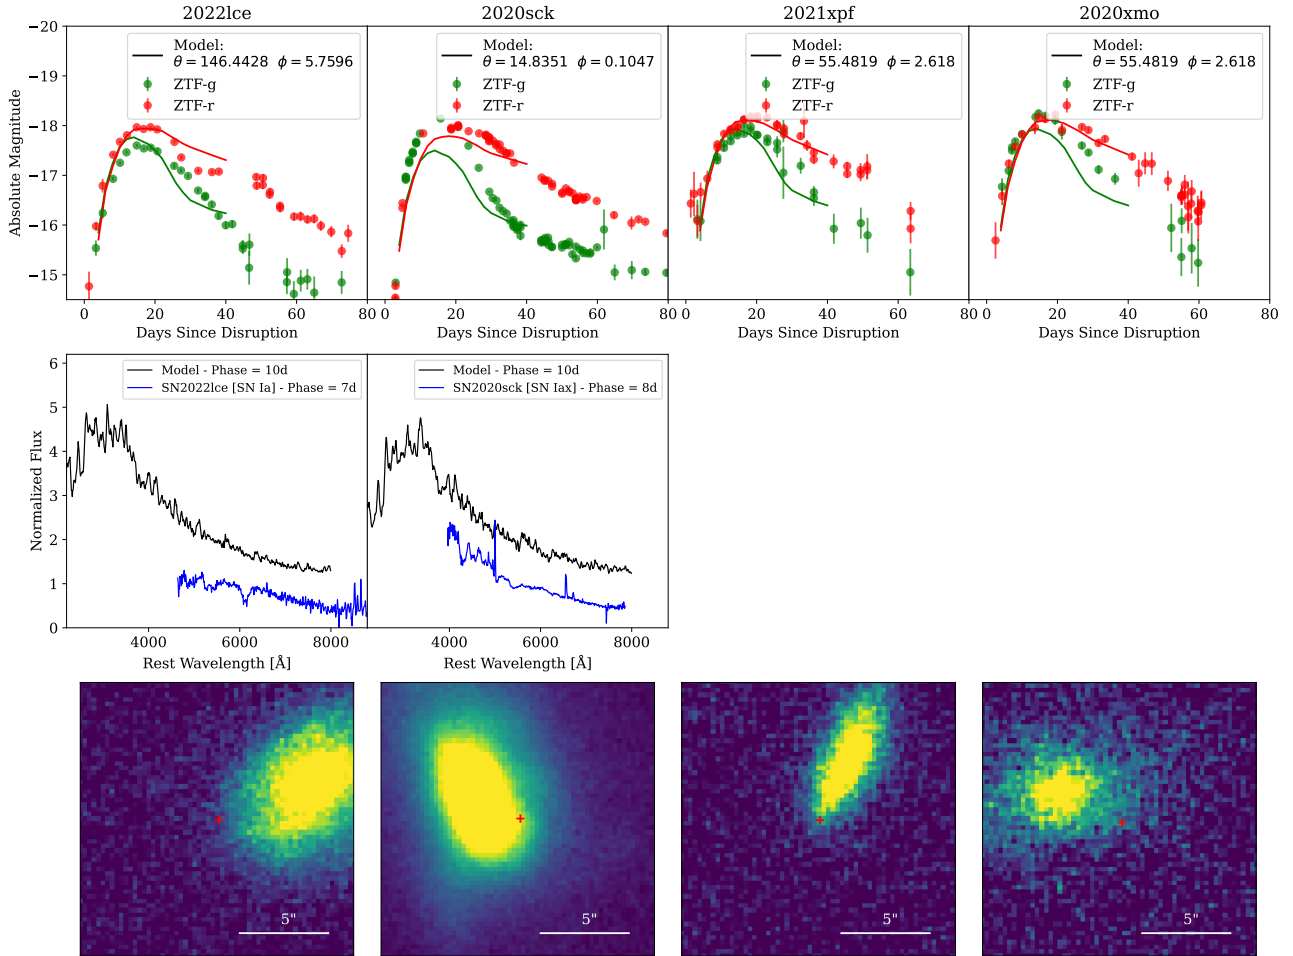 2022lce
2020sck
2021xpf
2020xmo
Absolute Magnitude
−20
−19
−18
−17
−16
−15
Model:
θ = 146.4428 ϕ = 5.7596
ZTF-g
ZTF-r
Model:
θ = 14.8351 ϕ = 0.1047
ZTF-g
ZTF-r
Model:
θ = 55.4819 ϕ = 2.618
ZTF-g
ZTF-r
Model:
θ = 55.4819 ϕ = 2.618
ZTF-g
ZTF-r
0 20 40 60 80
0 20 40 60 80
0 20 40 60 80
0 20 40 60 80
Days Since Disruption
Days Since Disruption
Days Since Disruption
Days Since Disruption
Normalized Flux
6
5
4
3
2
1
0
Model - Phase = 10d
SN2022lce [SN Ia] - Phase = 7d
Model - Phase = 10d
SN2020sck [SN Iax] - Phase = 8d
4000 6000 8000
4000 6000 8000
Rest Wavelength [Å]
Rest Wavelength [Å]
5"
5"
5"
5"